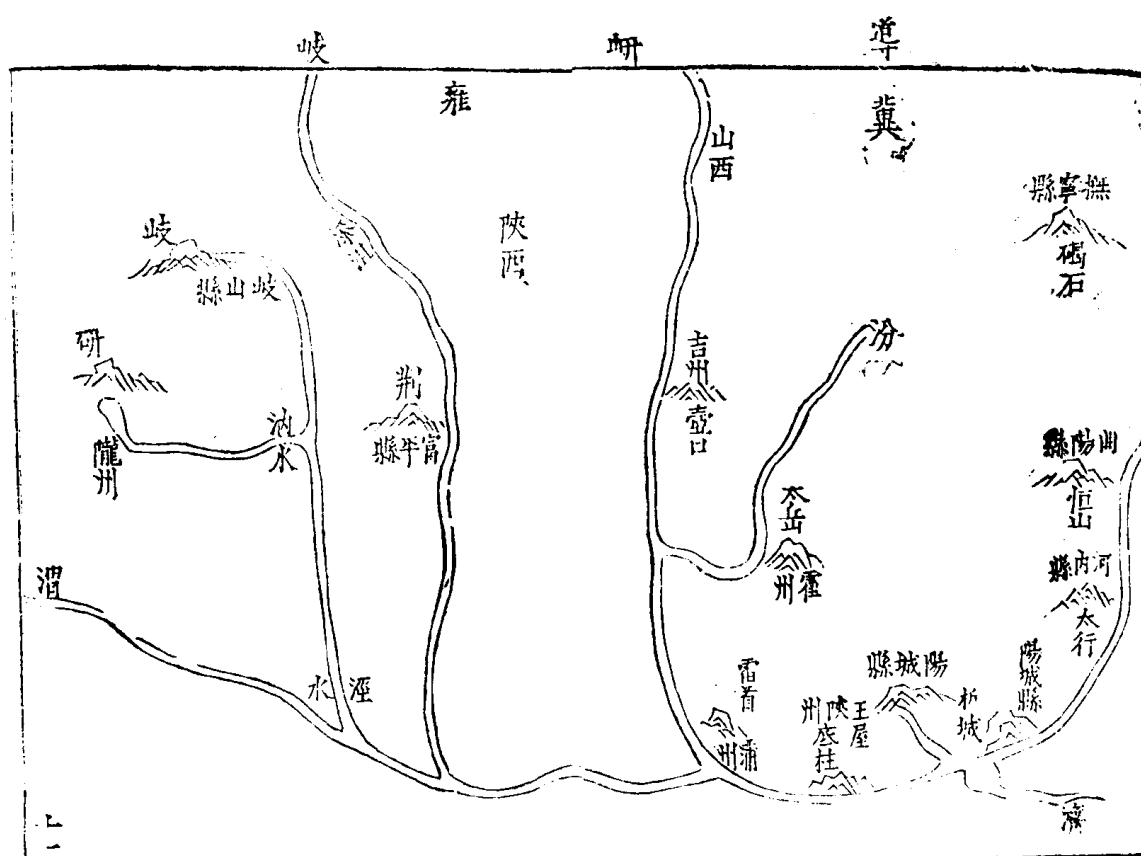 導岍岐
冀
雍
山西
陝西
撫寧縣
碣石
岐
岐山縣
汧
隴州
汭水
荆
富平縣
吉州
壺口
汾
太岳
霍州
曲陽縣
恒山
河內縣
太行
陽城縣
析城
陽城縣
王屋
陝州
底柱
雷首
蒲州
渭
涇水
濟